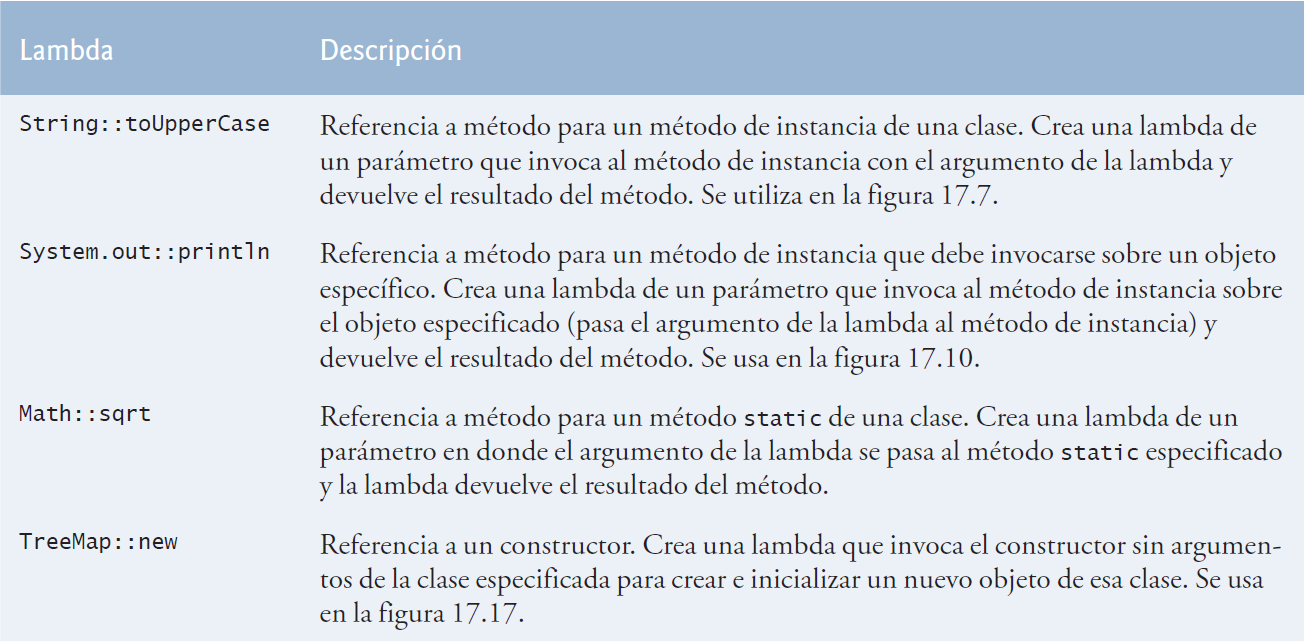 Lambda Descripción
String::toUpperCase Referencia a método para un método de instancia de una clase. Crea una lambda de
un parámetro que invoca al método de instancia con el argumento de la lambda y
devuelve el resultado del método. Se utiliza en la figura 17.7.
System.out::println Referencia a método para un método de instancia que debe invocarse sobre un objeto
específico. Crea una lambda de un parámetro que invoca al método de instancia sobre
el objeto especificado (pasa el argumento de la lambda al método de instancia) y
devuelve el resultado del método. Se usa en la figura 17.10.
Math::sqrt Referencia a método para un método static de una clase. Crea una lambda de un
parámetro en donde el argumento de la lambda se pasa al método static especificado
y la lambda devuelve el resultado del método.
TreeMap::new Referencia a un constructor. Crea una lambda que invoca el constructor sin argumen-
tos de la clase especificada para crear e inicializar un nuevo objeto de esa clase. Se usa
en la figura 17.17.